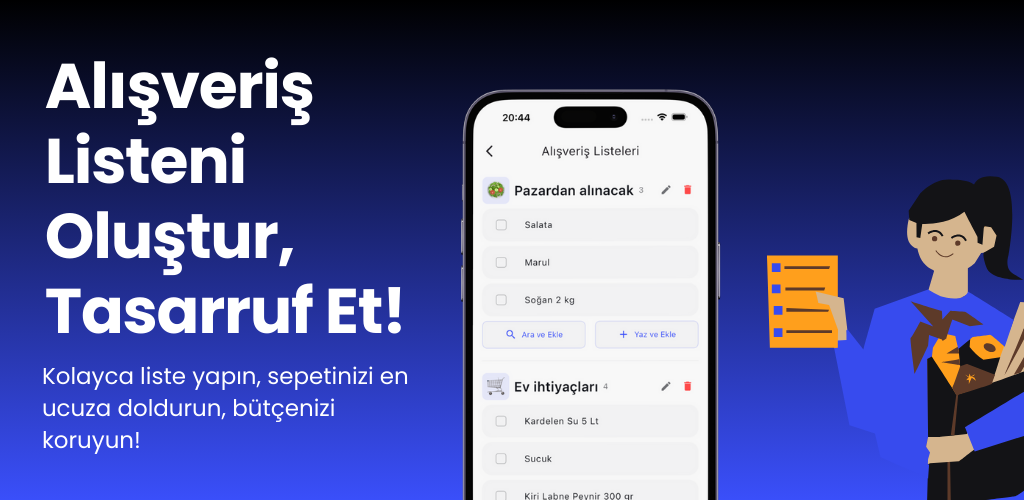 Alışveriş
Listeni
Oluştur,
Tasarruf Et!
Kolayca liste yapın, sepetinizi en
ucuza doldurun, bütçenizi
koruyun!
20:44
Alışveriş Listeleri
Pazardan alınacak 3
Salata
Marul
Soğan 2 kg
Ara ve Ekle
Yaz ve Ekle
Ev ihtiyaçları 4
Kardelen Su 5 Lt
Sucuk
Kiri Labne Peynir 300 gr